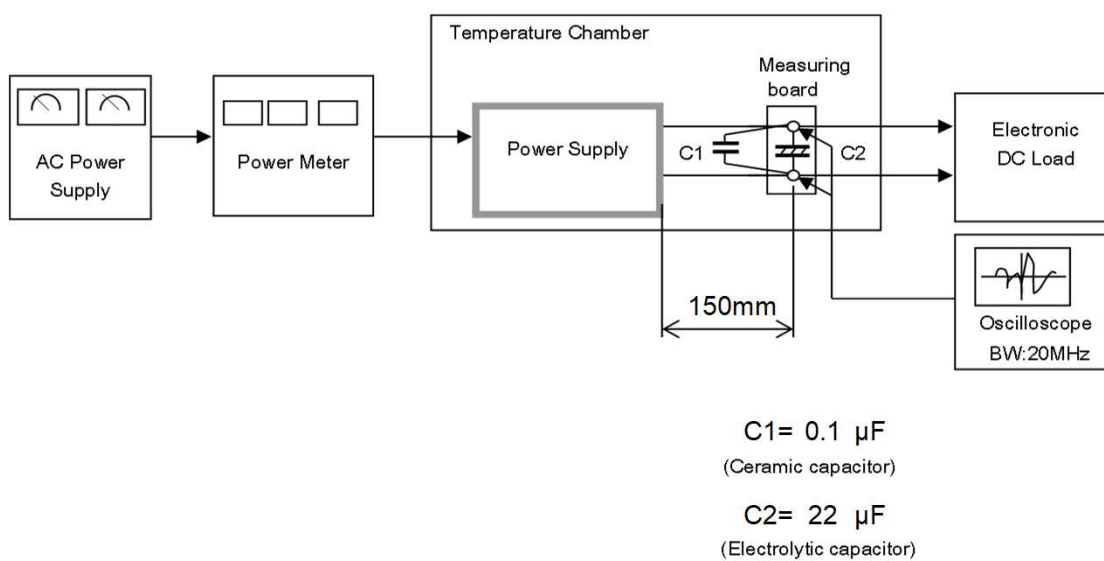 Temperature Chamber
Measuring
board
AC Power
Supply
Power Meter
Power Supply
C1
C2
Electronic
DC Load
150mm
Oscilloscope
BW:20MHz
C1= 0.1 µF
(Ceramic capacitor)
C2= 22 µF
(Electrolytic capacitor)